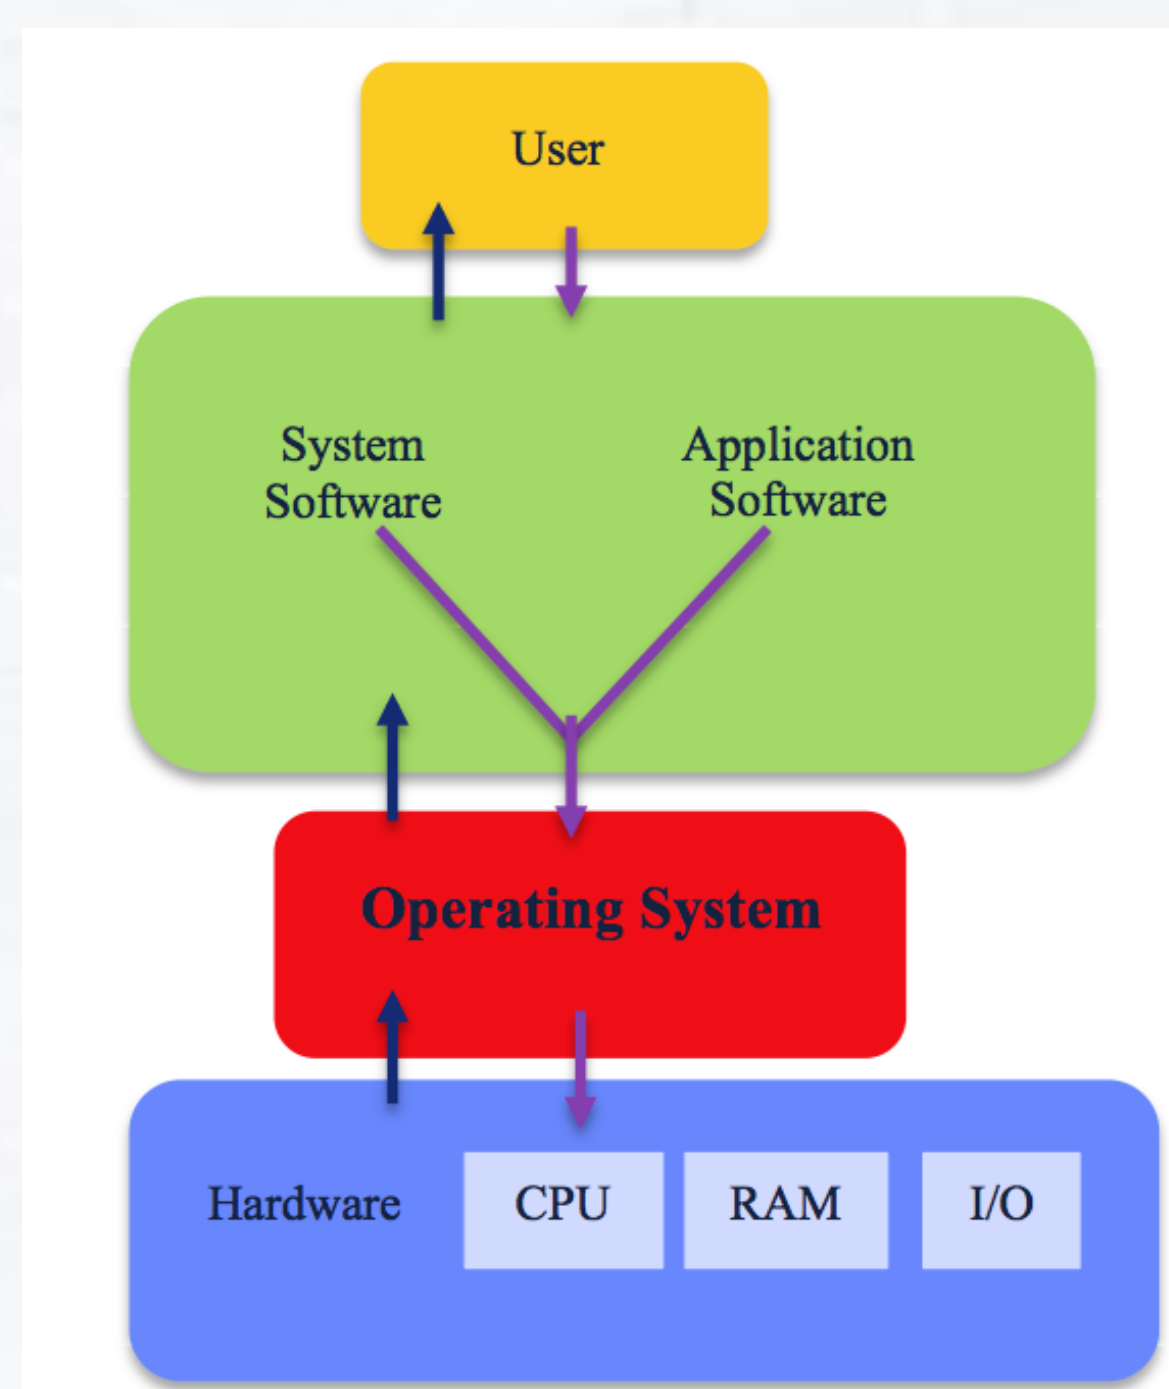 User
System
Software
Application
Software
Operating System
Hardware
CPU
RAM
I/O